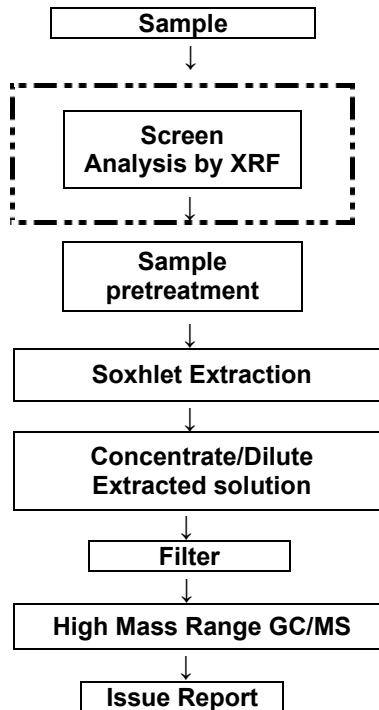 Sample
↓
Screen
Analysis by XRF
↓
Sample
pretreatment
↓
Soxhlet Extraction
↓
Concentrate/Dilute
Extracted solution
↓
Filter
↓
High Mass Range GC/MS
↓
Issue Report